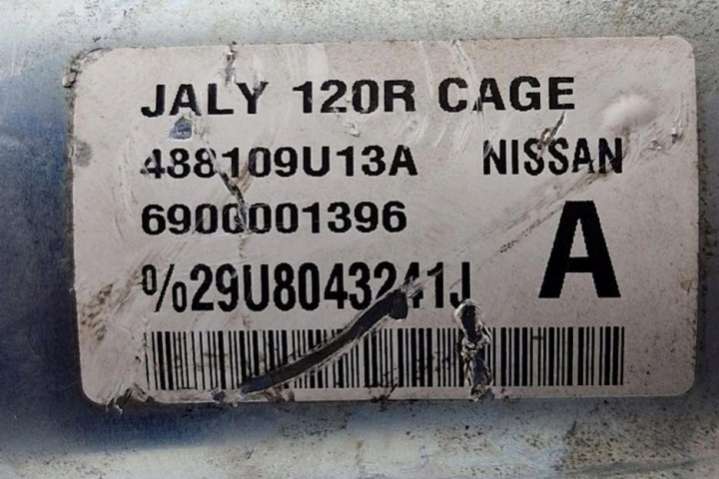 JALY 120R CAGE
488109U13A NISSAN
6900001396
%29U8043241J A